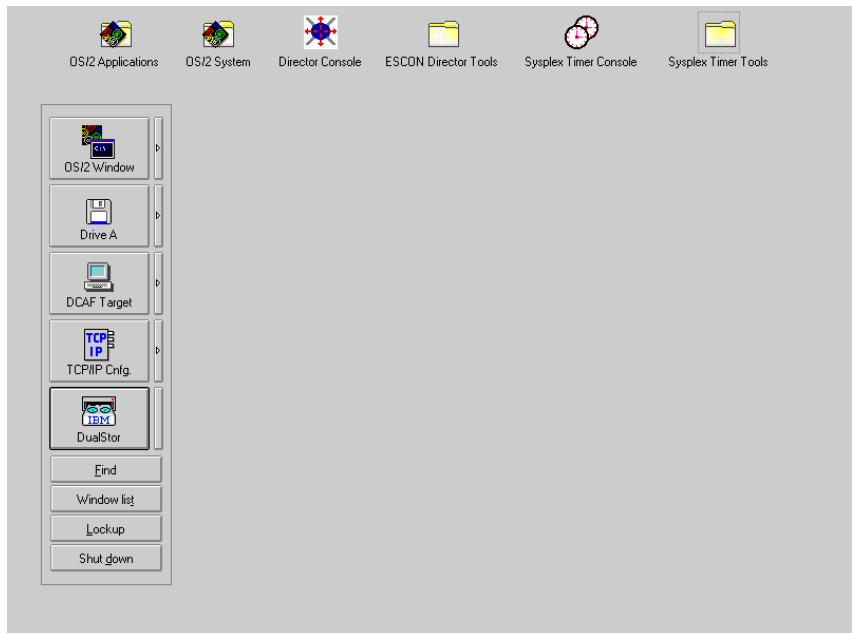 OS/2 Applications
OS/2 System
Director Console
ESCON Director Tools
Sysplex Timer Console
Sysplex Timer Tools
C:\
OS/2 Window
Drive A
DCAF Target
TCP
IP
TCP/IP Cnfg.
IBM
DualStor
Find
Window list
Lockup
Shut down